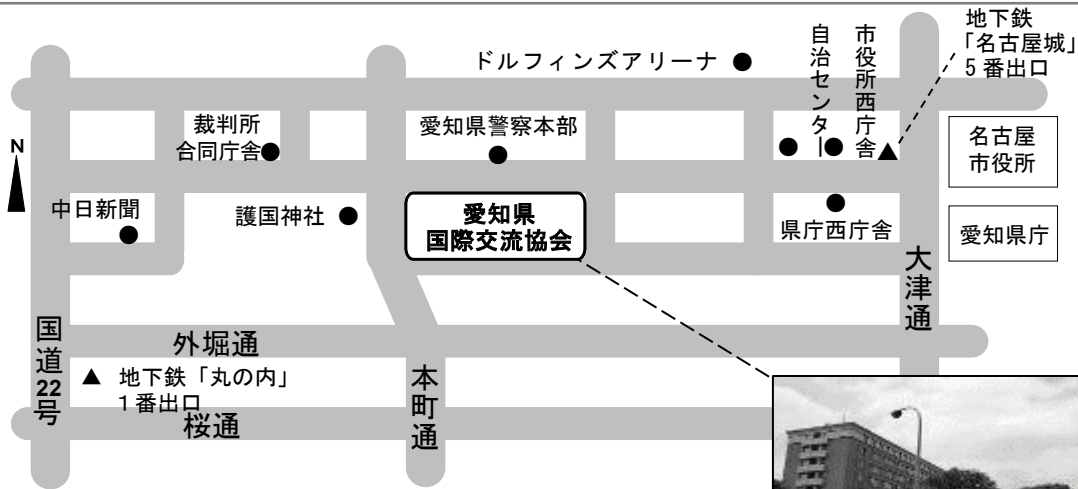 地下鉄
「名古屋城」
5番出口
市役所西庁舎
自治センター
ドルフィンズアリーナ
裁判所
合同庁舎
愛知県警察本部
名古屋
市役所
N
中日新聞
護国神社
愛知県
国際交流協会
県庁西庁舎
愛知県庁
大津通
国道22号
外堀通
地下鉄「丸の内」
1番出口
本町通
桜通